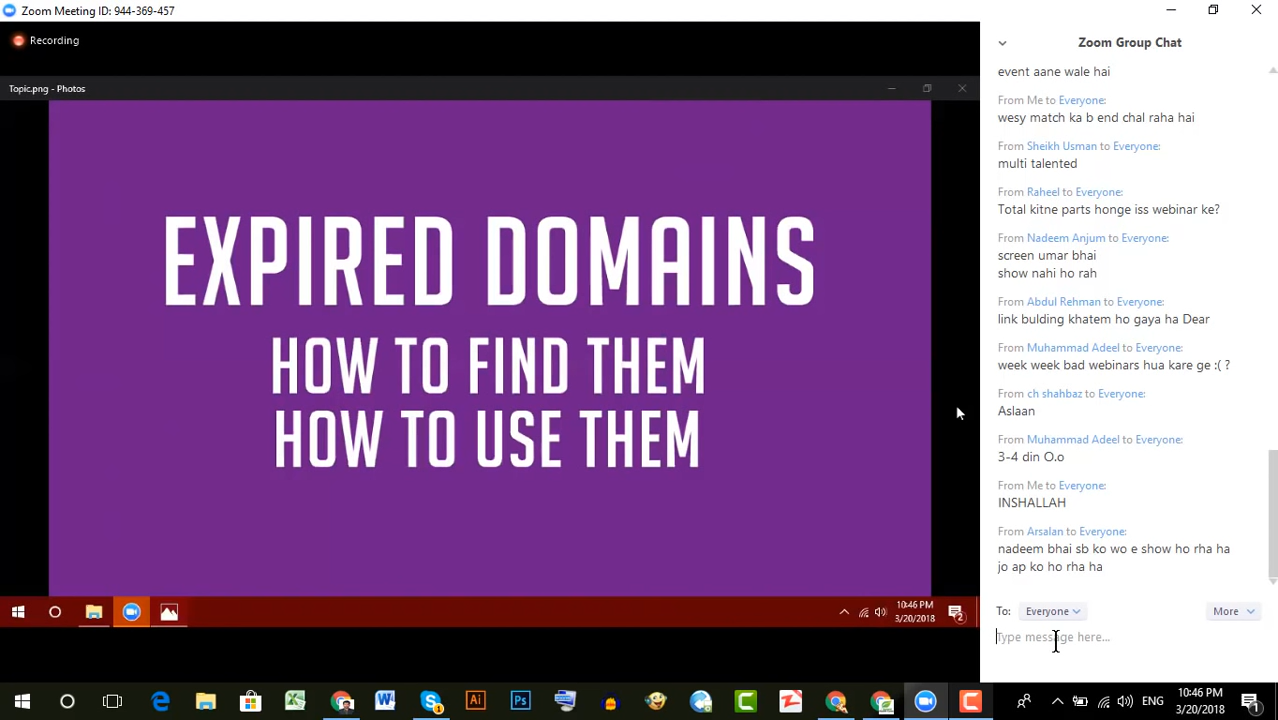 Zoom Meeting ID: 944-369-457
Recording
Topic.png - Photos
EXPIRED DOMAINS
HOW TO FIND THEM
HOW TO USE THEM
10:46 PM
3/20/2018
2
Zoom Group Chat
event aane wale hai
From Me to Everyone:
wesy match ka b end chal raha hai
From Sheikh Usman to Everyone:
multi talented
From Raheel to Everyone:
Total kitne parts honge iss webinar ke?
From Nadeem Anjum to Everyone:
screen umar bhai
show nahi ho rah
From Abdul Rehman to Everyone:
link bulding khatem ho gaya ha Dear
From Muhammad Adeel to Everyone:
week week bad webinars hua kare ge :( ?
From ch shahbaz to Everyone:
Aslaan
From Muhammad Adeel to Everyone:
3-4 din O.o
From Me to Everyone:
INSHALLAH
From Arsalan to Everyone:
nadeem bhai sb ko wo e show ho rha ha
jo ap ko ho rha ha
To: Everyone More
Type message here...
ENG
10:46 PM
3/20/2018
1